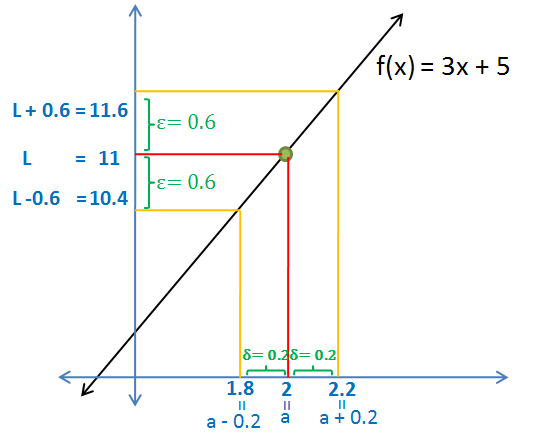 f(x) = 3x + 5
L + 0.6 = 11.6
ε= 0.6
L = 11
ε= 0.6
L -0.6 = 10.4
δ= 0.2 δ= 0.2
1.8 2 2.2
= = =
a - 0.2 a a + 0.2